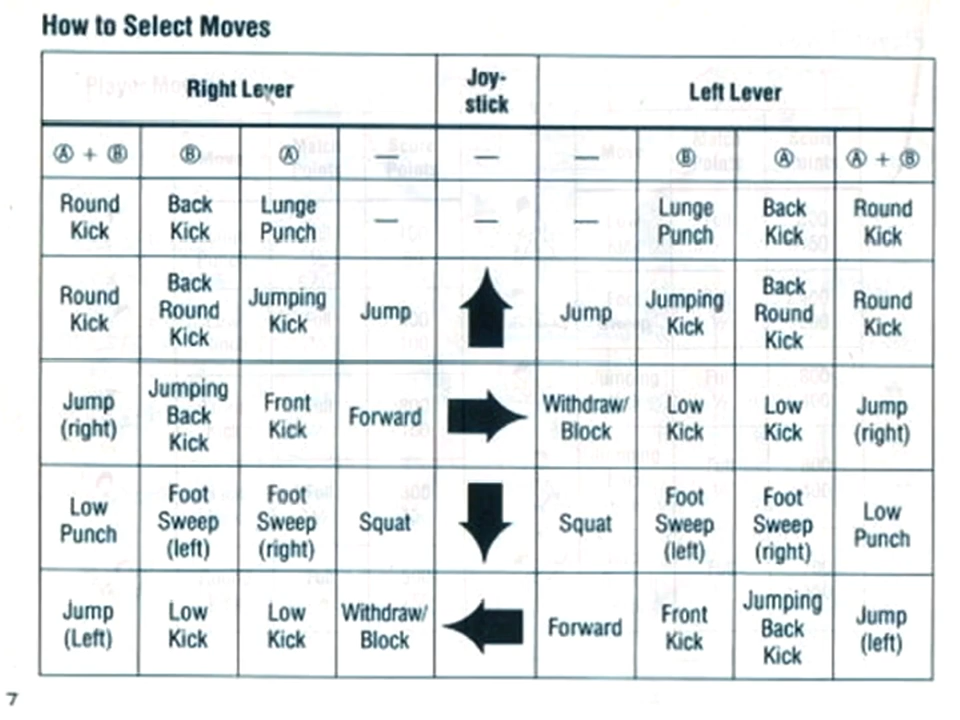 How to Select Moves
Right Lever Joy-stick Left Lever
Ⓐ + Ⓑ Ⓑ Ⓐ — — — Ⓑ Ⓐ Ⓐ + Ⓑ
Round Kick Back Kick Lunge Punch — — — Lunge Punch Back Kick Round Kick
Round Kick Back Round Kick Jumping Kick Jump Jump Jumping Kick Back Round Kick Round Kick
Jump (right) Jumping Back Kick Front Kick Forward Withdraw/Block Low Kick Low Kick Jump (right)
Low Punch Foot Sweep (left) Foot Sweep (right) Squat Squat Foot Sweep (left) Foot Sweep (right) Low Punch
Jump (Left) Low Kick Low Kick Withdraw/Block Forward Front Kick Jumping Back Kick Jump (left)
7